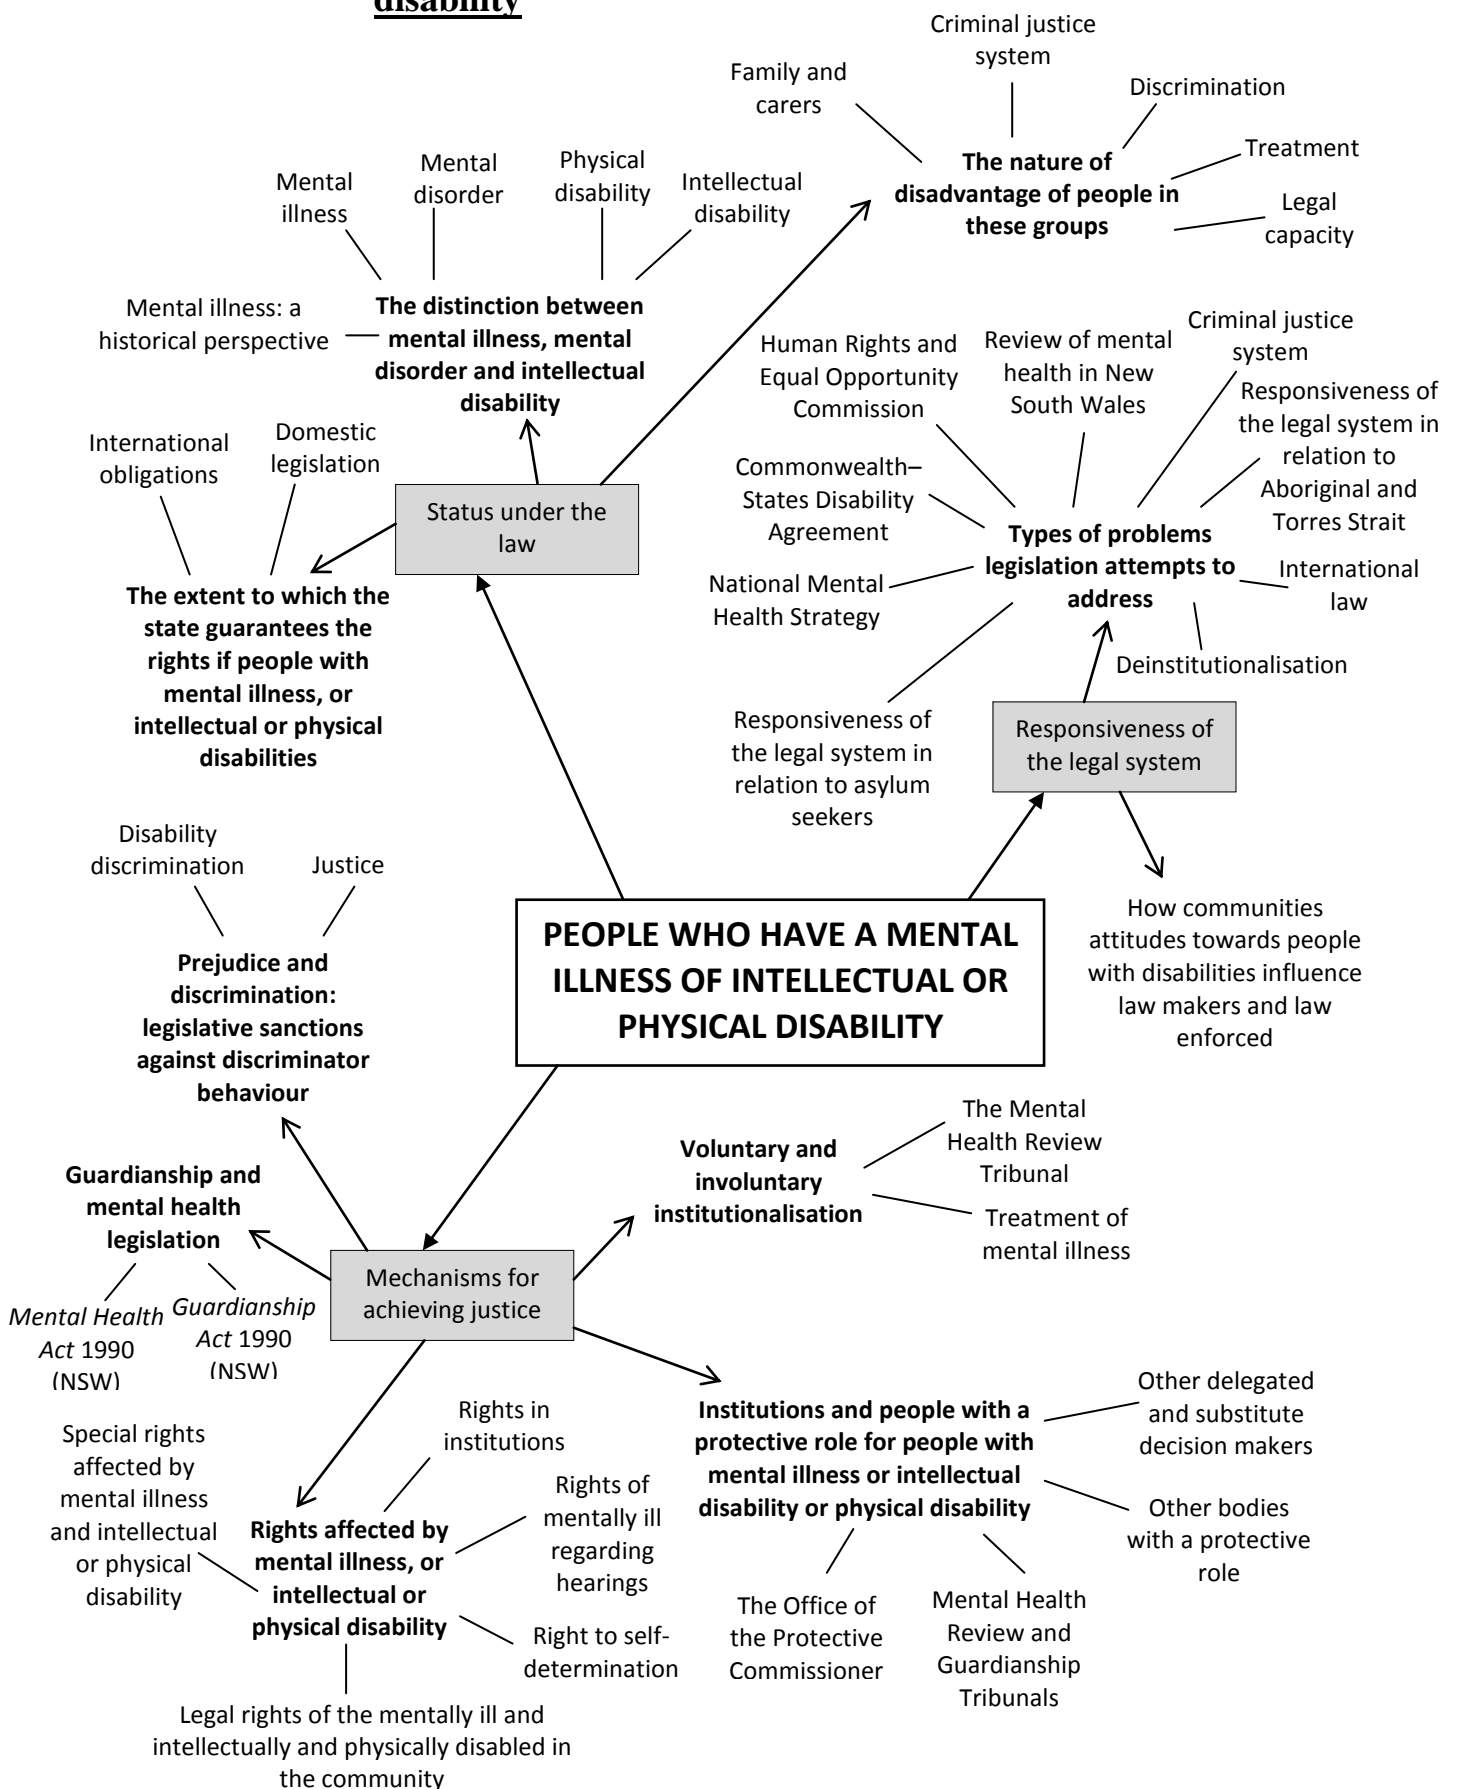 disability
Criminal justice
system
Family and
carers
Discrimination
Treatment
Legal
capacity
The nature of
disadvantage of people in
these groups
Mental
illness
Mental
disorder
Physical
disability
Intellectual
disability
Mental illness: a
historical perspective
The distinction between
mental illness, mental
disorder and intellectual
disability
International
obligations
Domestic
legislation
Status under the
law
The extent to which the
state guarantees the
rights if people with
mental illness, or
intellectual or physical
disabilities
Human Rights and
Equal Opportunity
Commission
Review of mental
health in New
South Wales
Criminal justice
system
Responsiveness of
the legal system in
relation to
Aboriginal and
Torres Strait
Commonwealth–
States Disability
Agreement
Types of problems
legislation attempts to
address
National Mental
Health Strategy
International
law
Deinstitutionalisation
Responsiveness of
the legal system in
relation to asylum
seekers
Responsiveness of
the legal system
How communities
attitudes towards people
with disabilities influence
law makers and law
enforced
PEOPLE WHO HAVE A MENTAL
ILLNESS OF INTELLECTUAL OR
PHYSICAL DISABILITY
Disability
discrimination
Justice
Prejudice and
discrimination:
legislative sanctions
against discriminator
behaviour
Guardianship and
mental health
legislation
Mental Health
Act 1990
(NSW)
Guardianship
Act 1990
(NSW)
Mechanisms for
achieving justice
Voluntary and
involuntary
institutionalisation
The Mental
Health Review
Tribunal
Treatment of
mental illness
Institutions and people with a
protective role for people with
mental illness or intellectual
disability or physical disability
Other delegated
and substitute
decision makers
Other bodies
with a protective
role
The Office of
the Protective
Commissioner
Mental Health
Review and
Guardianship
Tribunals
Special rights
affected by
mental illness
and intellectual
or physical
disability
Rights in
institutions
Rights of
mentally ill
regarding
hearings
Rights affected by
mental illness, or
intellectual or
physical disability
Right to self-
determination
Legal rights of the mentally ill and
intellectually and physically disabled in
the community